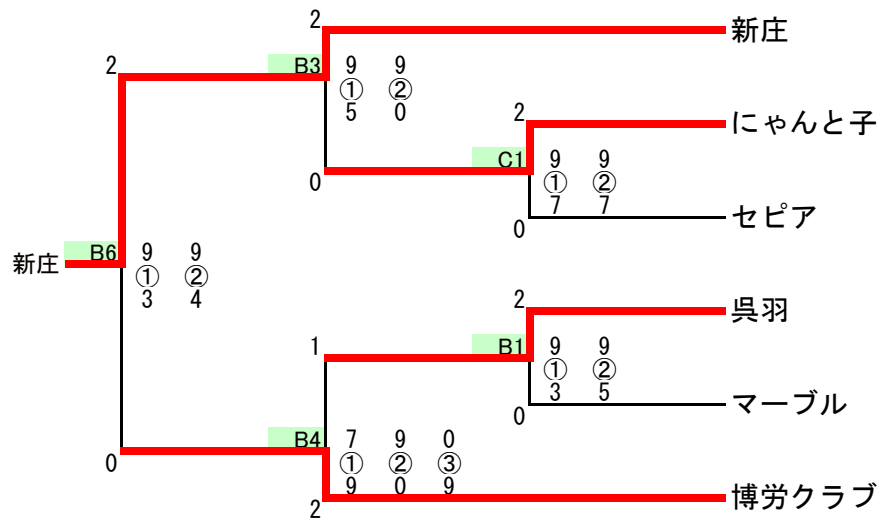 2 新庄
2 B3 9 9
① ②
5 0
2 にゃんと子
C1 9 9
0 ① ②
7 7
0 セピア
新庄 B6 9 9
① ②
3 4
2 呉羽
1 B1 9 9
① ②
3 5
0 マーブル
B4 7 9 0
0 ① ② ③
9 0 9
2 博労クラブ